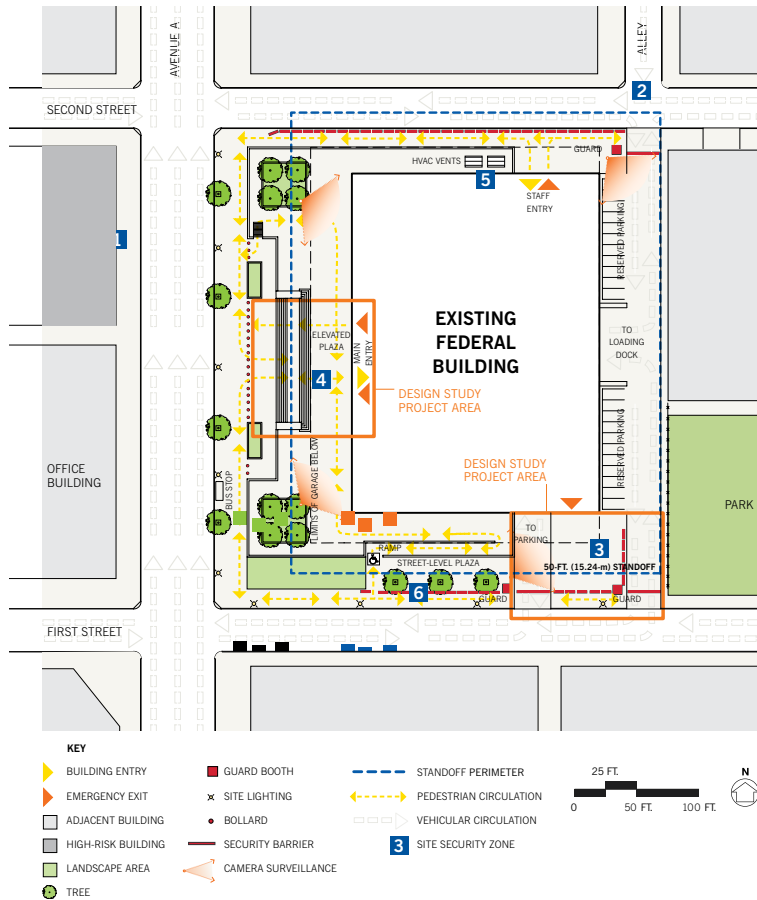 AVENUE A
ALLEY
2
SECOND STREET
GUARD
HVAC VENTS
5
STAFF
ENTRY
RESERVED PARKING
1
EXISTING
FEDERAL
BUILDING
TO
LOADING
DOCK
ELEVATED
PLAZA
MAIN
ENTRY
4
DESIGN STUDY
PROJECT AREA
RESERVED PARKING
LIMITS OF GARAGE BELOW
DESIGN STUDY
PROJECT AREA
OFFICE
BUILDING
BUS STOP
PARK
TO
PARKING
RAMP
3
STREET-LEVEL PLAZA
50-FT. (15.24-m) STANDOFF
6
GUARD
GUARD
FIRST STREET
KEY
BUILDING ENTRY
EMERGENCY EXIT
ADJACENT BUILDING
HIGH-RISK BUILDING
LANDSCAPE AREA
TREE
GUARD BOOTH
SITE LIGHTING
BOLLARD
SECURITY BARRIER
CAMERA SURVEILLANCE
STANDOFF PERIMETER
PEDESTRIAN CIRCULATION
VEHICULAR CIRCULATION
3 SITE SECURITY ZONE
25 FT.
0 50 FT. 100 FT.
N